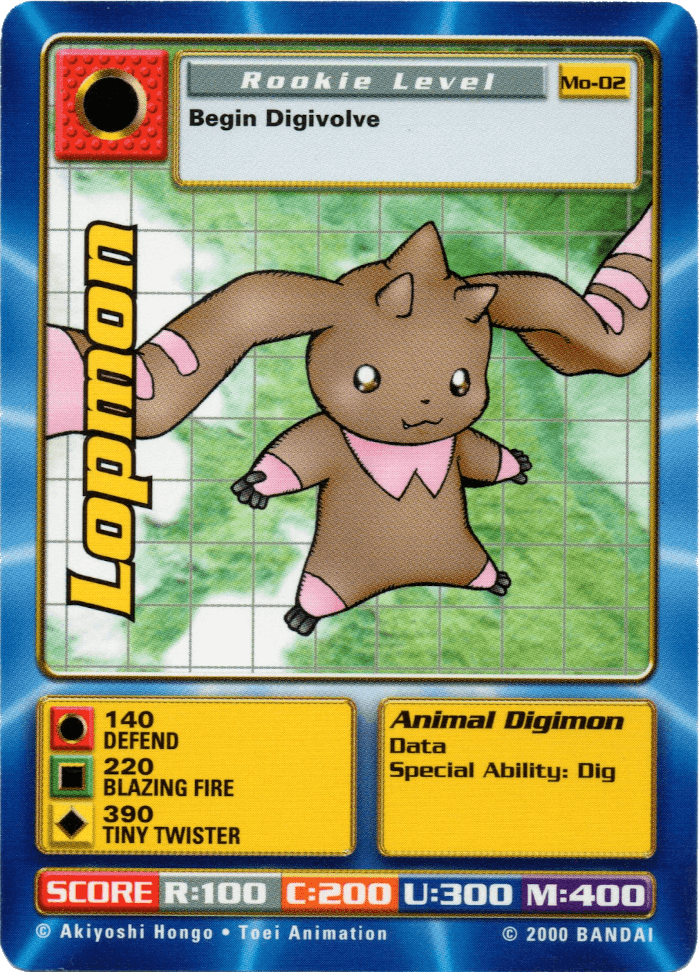 Rookie Level
Mo-02
Begin Digivolve
Lopmon
140
DEFEND
220
BLAZING FIRE
390
TINY TWISTER
Animal Digimon
Data
Special Ability: Dig
SCORE R:100 C:200 U:300 M:400
© Akiyoshi Hongo • Toei Animation
© 2000 BANDAI